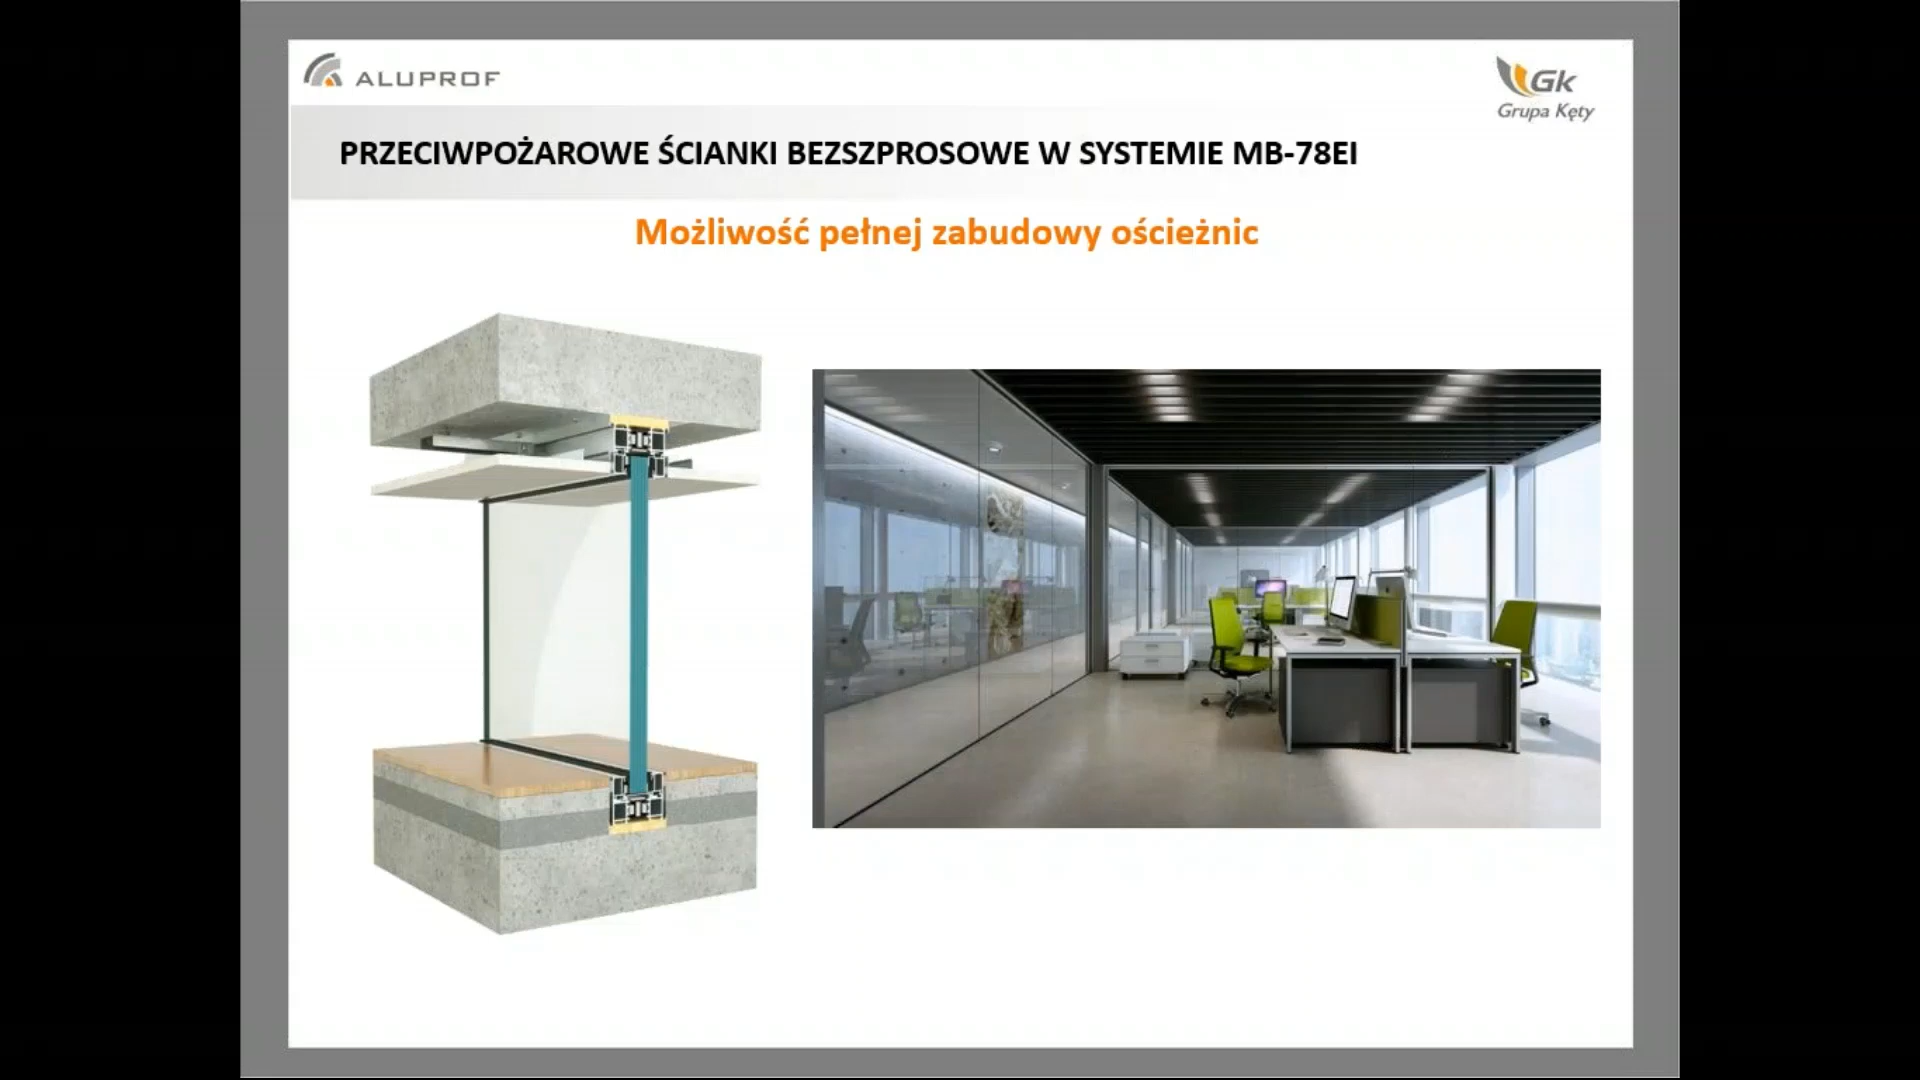 ALUPROF
Gk
Grupa Kęty
PRZECIWPOŻAROWE ŚCIANKI BEZSZPROSOWE W SYSTEMIE MB-78EI
Możliwość pełnej zabudowy ościeżnic